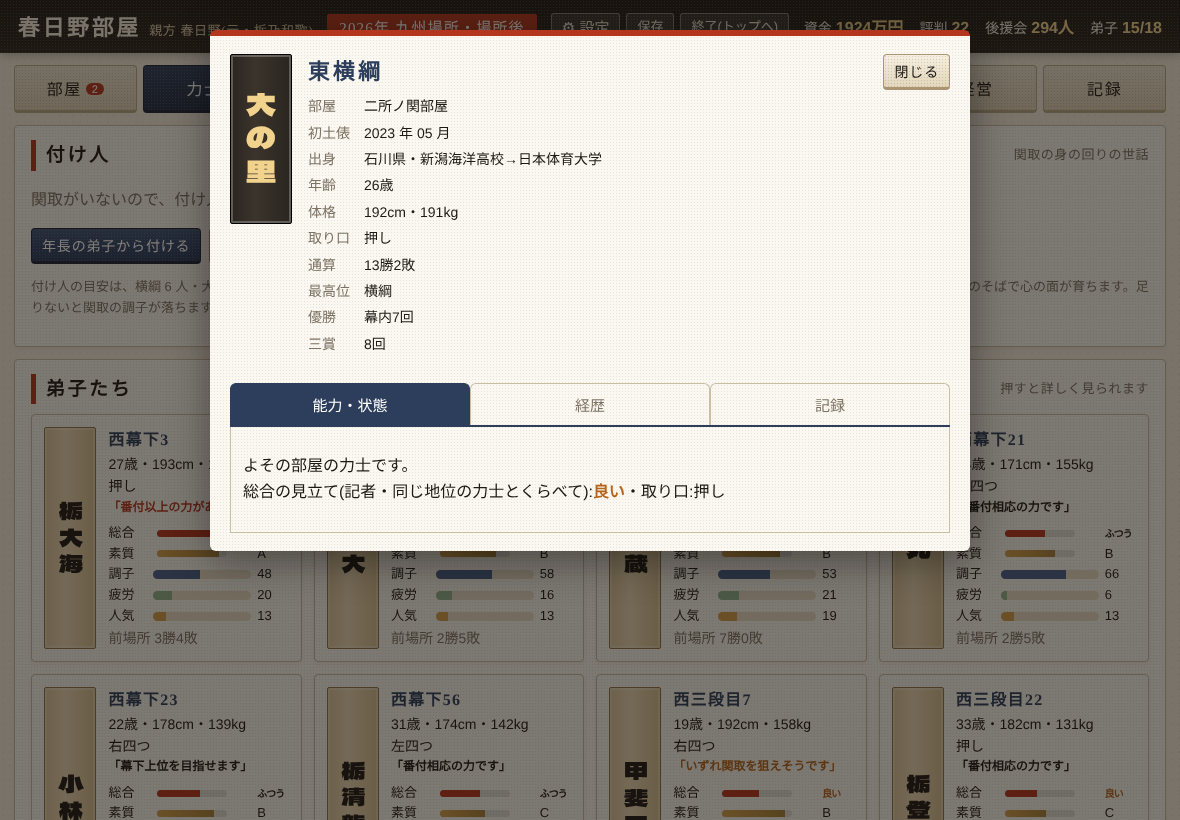 春日野部屋
2026年 九州場所・場所後
設定
保存
終了(トップへ)
資金 1924万円
評判 22
後援会 294人
弟子 15/18
部屋 2
力
営
記録
付け人
関取の身の回りの世話
関取がいないので、付け
年長の弟子から付ける
付け人の目安は、横綱 6 人・大
のそばで心の面が育ちます。足
りないと関取の調子が落ちます
弟子たち
押すと詳しく見られます
東横綱
閉じる
大の里
部屋 二所ノ関部屋
初土俵 2023 年 05 月
出身 石川県・新潟海洋高校→日本体育大学
年齢 26歳
体格 192cm・191kg
取り口 押し
通算 13勝2敗
最高位 横綱
優勝 幕内7回
三賞 8回
能力・状態
経歴
記録
よその部屋の力士です。
総合の見立て(記者・同じ地位の力士とくらべて):良い・取り口:押し
栃大海
西幕下3
27歳・193cm・
押し
「番付以上の力が
総合
素質 A
調子 48
疲労 20
人気 13
前場所 3勝4敗
大
素質 B
調子 58
疲労 16
人気 13
前場所 2勝5敗
蔵
素質 B
調子 53
疲労 21
人気 19
前場所 7勝0敗
幕下21
歳・171cm・155kg
四つ
番付相応の力です」
合 ふつう
素質 B
調子 66
疲労 6
人気 13
前場所 2勝5敗
小林
西幕下23
22歳・178cm・139kg
右四つ
「幕下上位を目指せます」
総合 ふつう
素質 B
栃清
西幕下56
31歳・174cm・142kg
左四つ
「番付相応の力です」
総合 ふつう
素質 C
甲斐
西三段目7
19歳・192cm・158kg
右四つ
「いずれ関取を狙えそうです」
総合 良い
素質 B
栃登
西三段目22
33歳・182cm・131kg
押し
「番付相応の力です」
総合 良い
素質 C